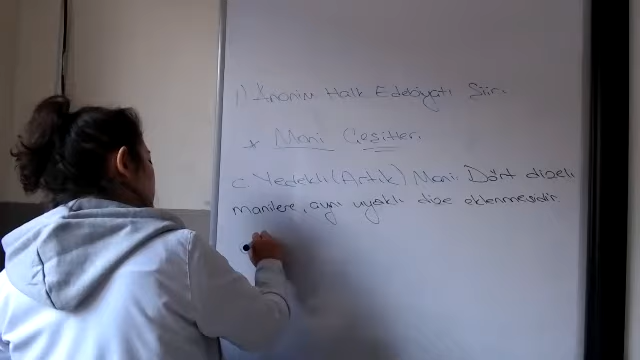 1) Anonim Halk Edebiyatı Şiiri
* Mani Çeşitleri
c. Yedekli (Artık) Mani: Dört dizeli
manilere, aynı uyaklı dize eklenmesidir.